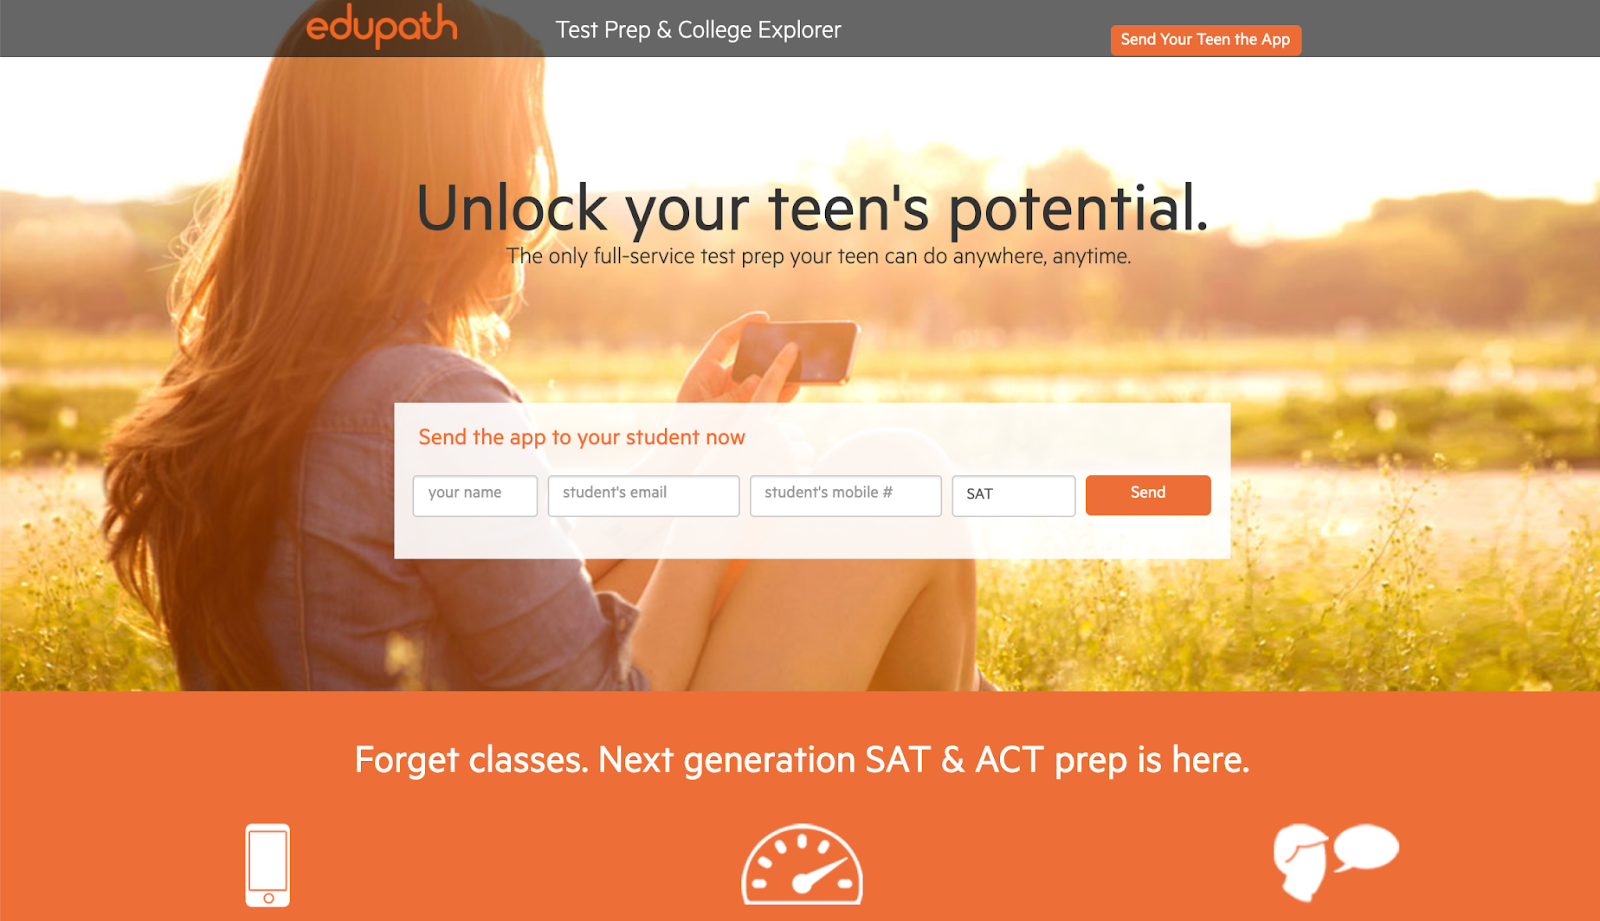 edupath
Test Prep & College Explorer
Send Your Teen the App
Unlock your teen's potential.
The only full-service test prep your teen can do anywhere, anytime.
Send the app to your student now
your name
student's email
student's mobile #
SAT
Send
Forget classes. Next generation SAT & ACT prep is here.